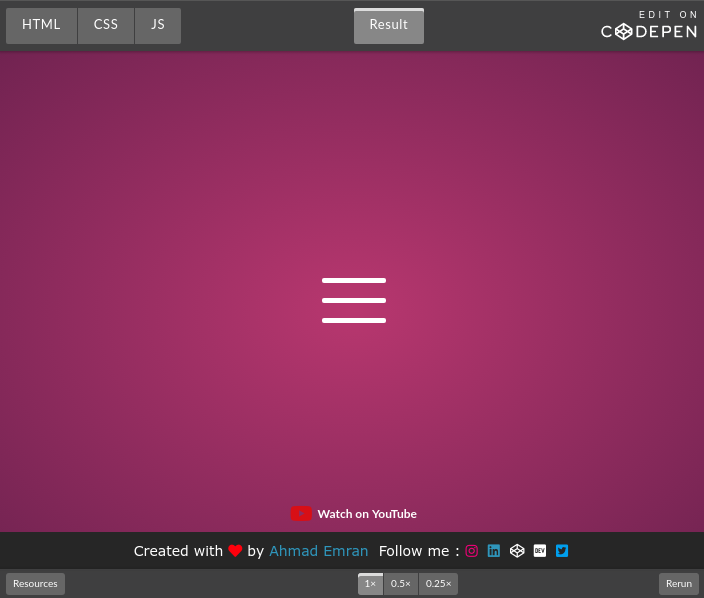 HTML CSS JS Result EDIT ON
CODEPEN
Watch on YouTube
Created with by Ahmad Emran Follow me : DEV
Resources 1× 0.5× 0.25× Rerun